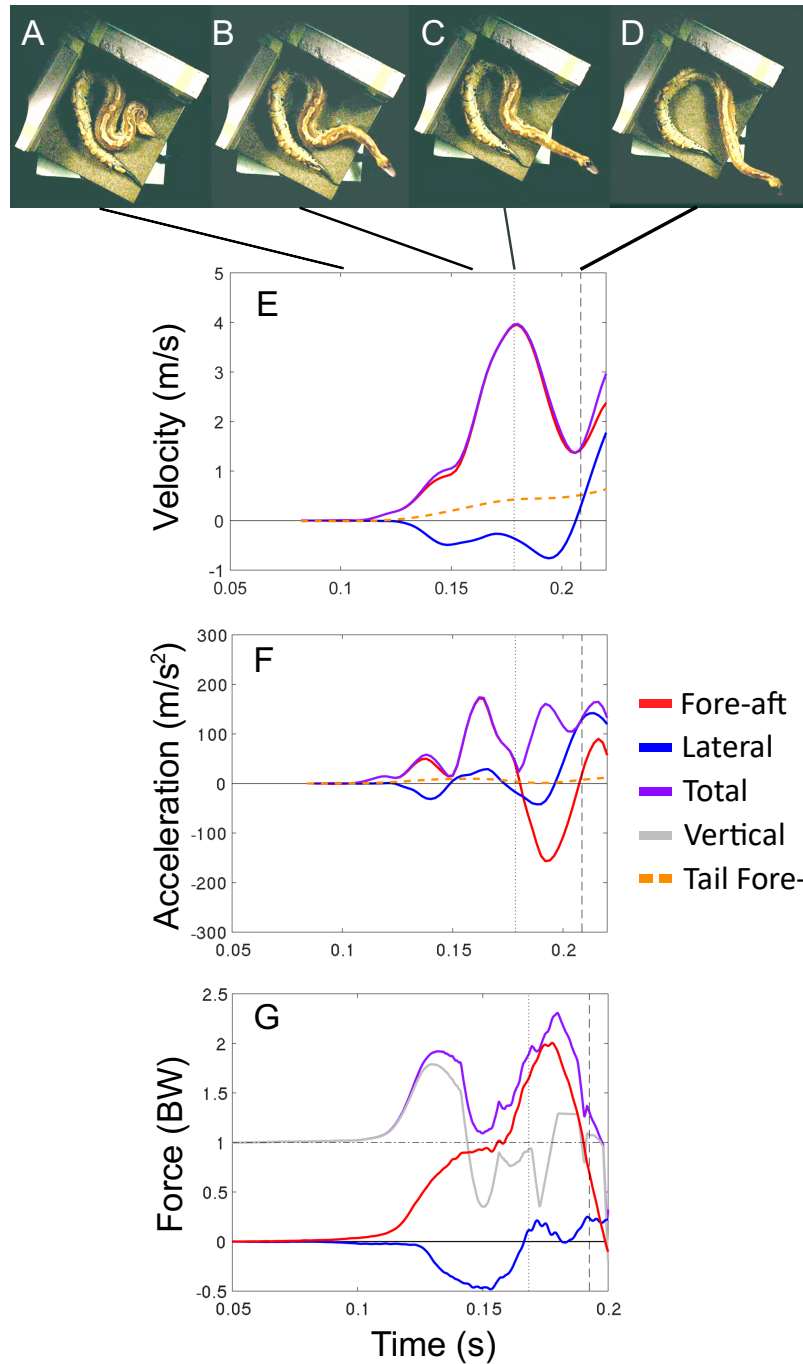 A B C D
E
Velocity (m/s)
5
4
3
2
1
0
-1
0.05 0.1 0.15 0.2
F
Acceleration (m/s²)
300
200
100
0
-100
-200
-300
0.05 0.1 0.15 0.2
Fore-aft
Lateral
Total
Vertical
Tail Fore-
G
Force (BW)
2.5
2
1.5
1
0.5
0
-0.5
0.05 0.1 0.15 0.2
Time (s)